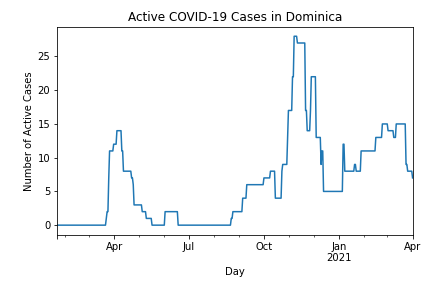 Active COVID-19 Cases in Dominica
Number of Active Cases
25
20
15
10
5
0
Apr
Jul
Oct
Jan
2021
Apr
Day